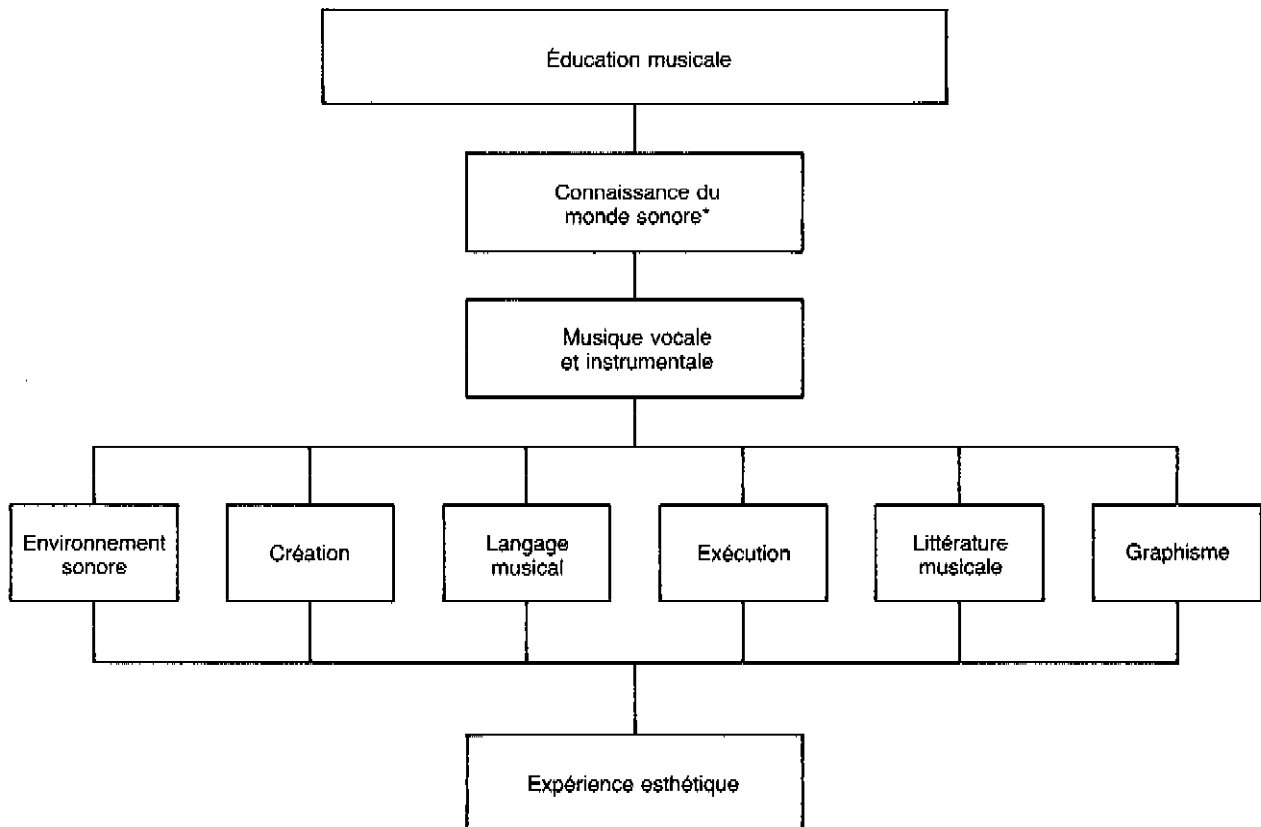 Éducation musicale
Connaissance du
monde sonore*
Musique vocale
et instrumentale
Environnement
sonore
Création
Langage
musical
Exécution
Littérature
musicale
Graphisme
Expérience esthétique